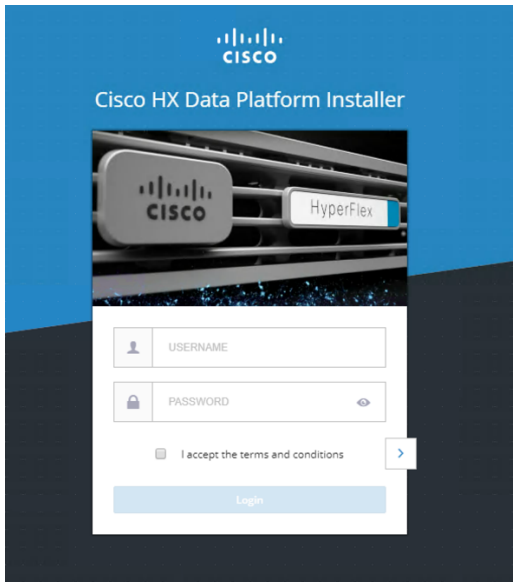 CISCO
Cisco HX Data Platform Installer
CISCO
HyperFlex
USERNAME
PASSWORD
I accept the terms and conditions
Login